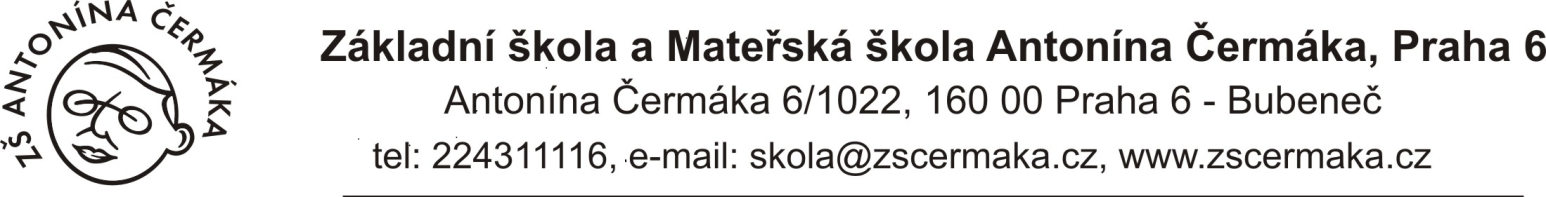 ZŠ ANTONÍNA ČERMÁKA
Základní škola a Mateřská škola Antonína Čermáka, Praha 6
Antonína Čermáka 6/1022, 160 00 Praha 6 - Bubeneč
tel: 224311116, e-mail: skola@zscermaka.cz, www.zscermaka.cz